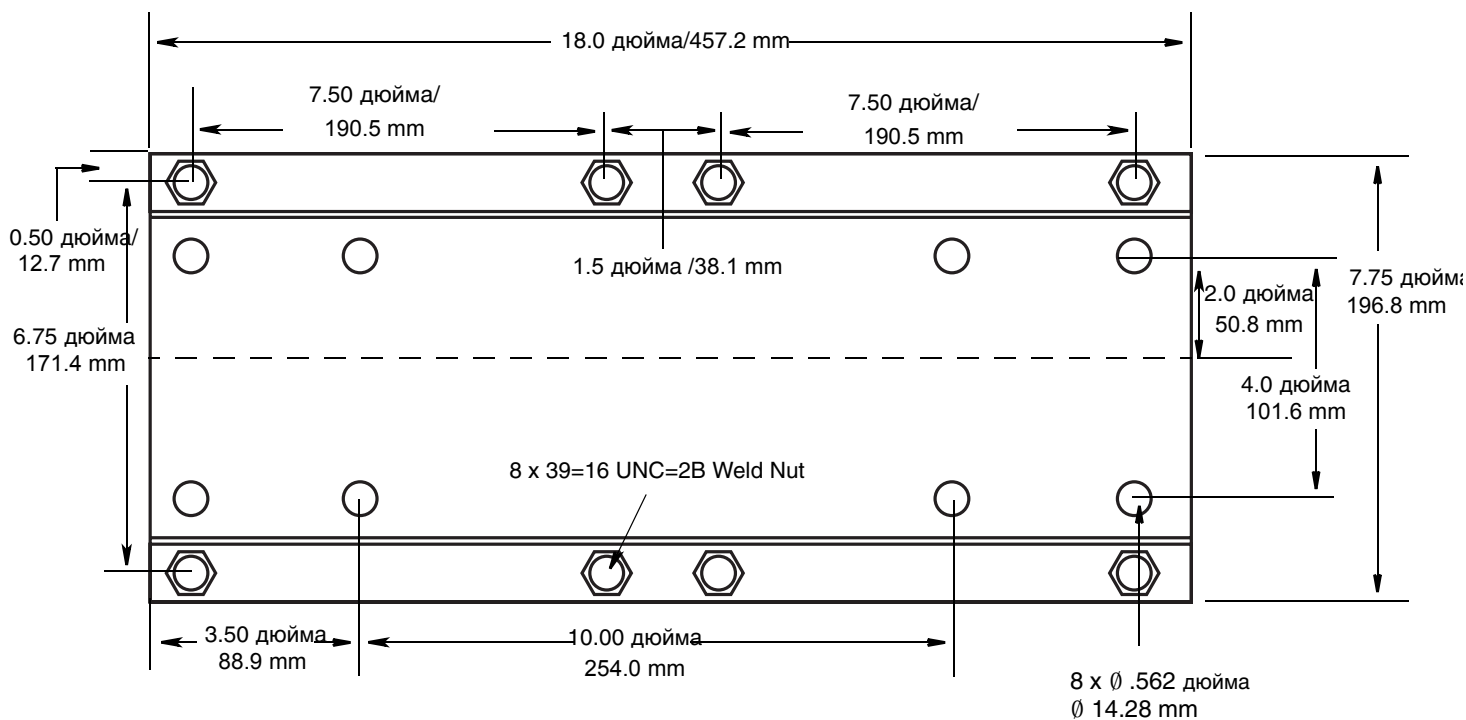 18.0 дюйма/457.2 mm
7.50 дюйма/
190.5 mm
7.50 дюйма/
190.5 mm
0.50 дюйма/
12.7 mm
1.5 дюйма /38.1 mm
2.0 дюйма
50.8 mm
7.75 дюйма
196.8 mm
6.75 дюйма
171.4 mm
4.0 дюйма
101.6 mm
8 x 39=16 UNC=2B Weld Nut
3.50 дюйма
88.9 mm
10.00 дюйма
254.0 mm
8 x Ø .562 дюйма
Ø 14.28 mm